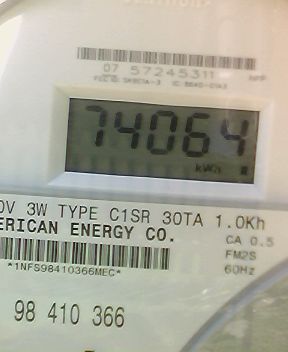 07 57245311
74064
kWh
0V 3W TYPE C1SR 30TA 1.0Kh
ERICAN ENERGY CO.
CA 0.5
*1NFS98410366MEC*
FM2S
60Hz
98 410 366